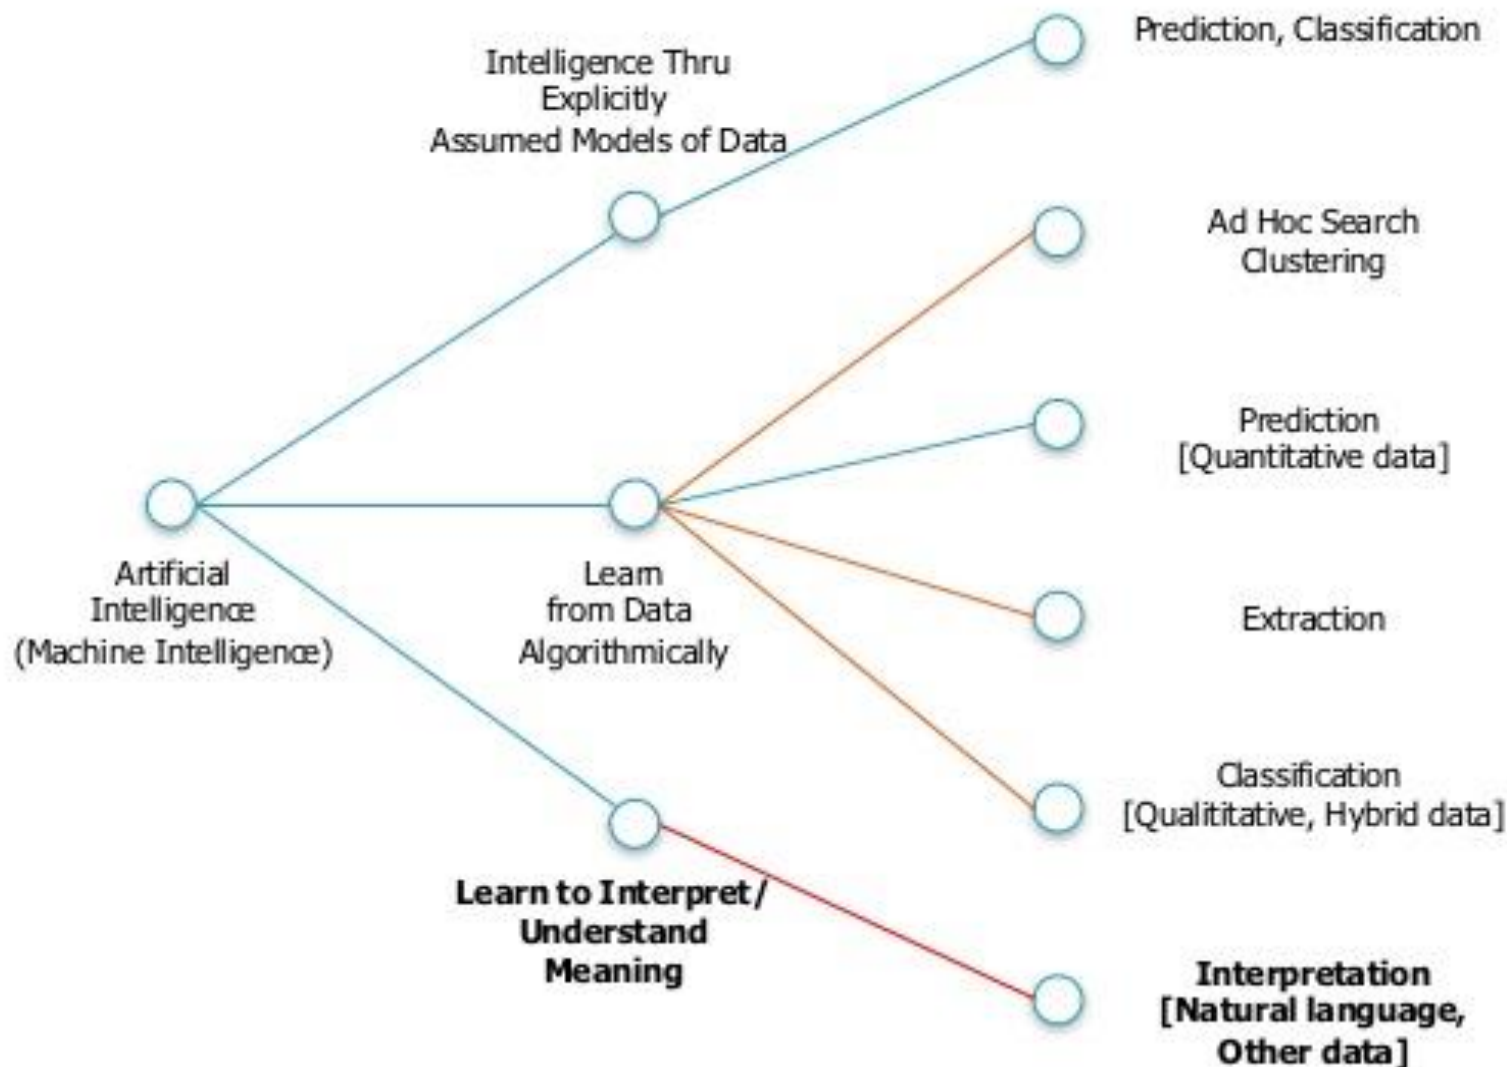 Prediction, Classification
Intelligence Thru
Explicitly
Assumed Models of Data
Ad Hoc Search
Clustering
Prediction
[Quantitative data]
Artificial
Intelligence
(Machine Intelligence)
Learn
from Data
Algorithmically
Extraction
Classification
[Qualititative, Hybrid data]
Learn to Interpret/
Understand
Meaning
Interpretation
[Natural language,
Other data]